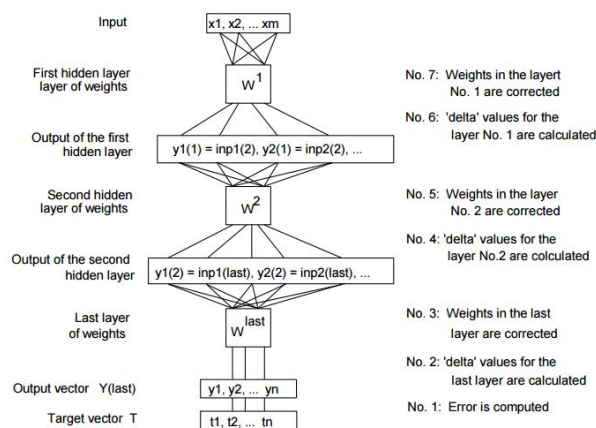 Input
x1, x2, ... xm
First hidden layer
layer of weights
W1
No. 7: Weights in the layert
No. 1 are corrected
No. 6: 'delta' values for the
layer No. 1 are calculated
Output of the first
hidden layer
y1(1) = inp1(2), y2(1) = inp2(2), ...
Second hidden
layer of weights
W2
No. 5: Weights in the layer
No. 2 are corrected
No. 4: 'delta' values for the
layer No.2 are colculated
Output of the second
hidden layer
y1(2) = inp1(last), y2(2) = inp2(last), ...
Last layer
of weights
Wlast
No. 3: Weights in the last
layer are corrected
No. 2: 'delta' values for the
last layer are calculated
Output vector Y(last)
y1, y2, ... yn
No. 1: Error is computed
Target vector T
t1, t2, ... tn